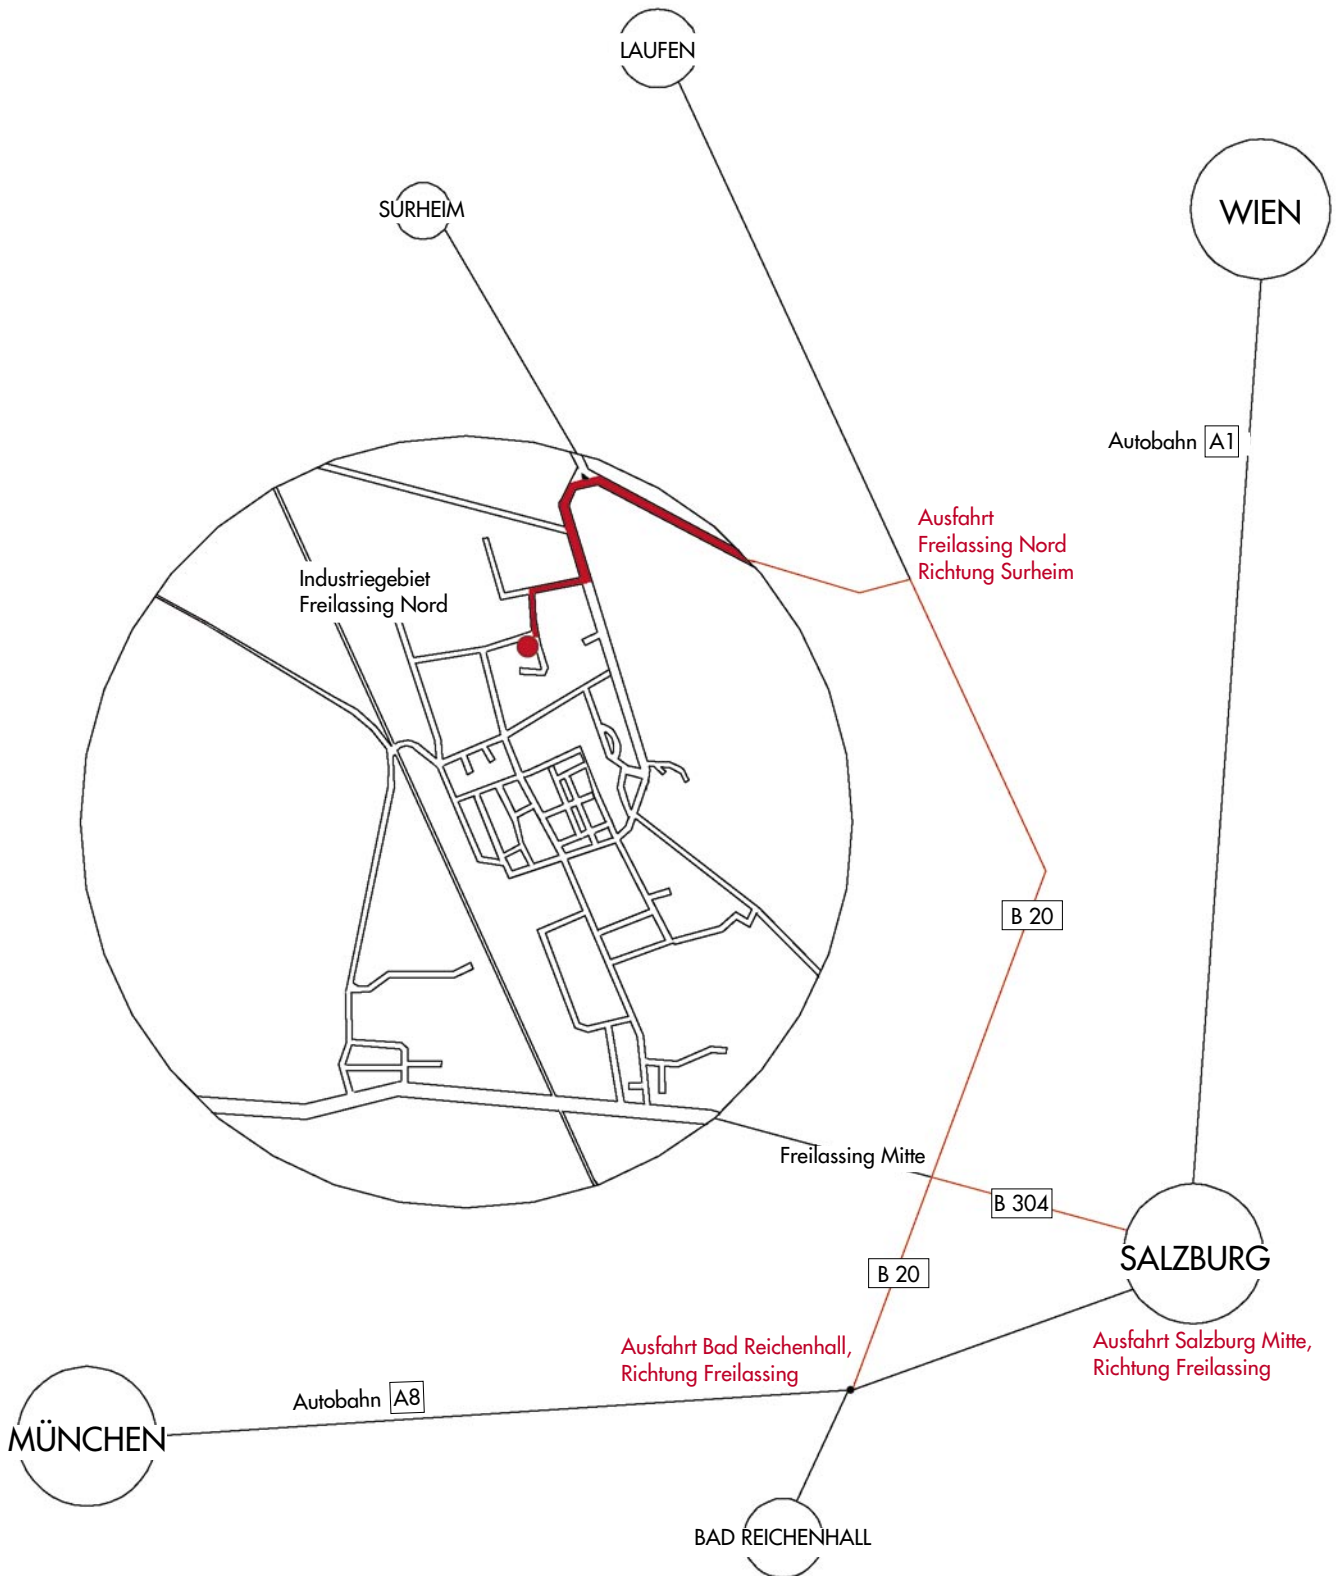 LAUFEN
SURHEIM
WIEN
Autobahn A1
Ausfahrt
Freilassing Nord
Richtung Surheim
Industriegebiet
Freilassing Nord
B 20
Freilassing Mitte
B 304
B 20
SALZBURG
Ausfahrt Bad Reichenhall,
Richtung Freilassing
Ausfahrt Salzburg Mitte,
Richtung Freilassing
Autobahn A8
MÜNCHEN
BAD REICHENHALL